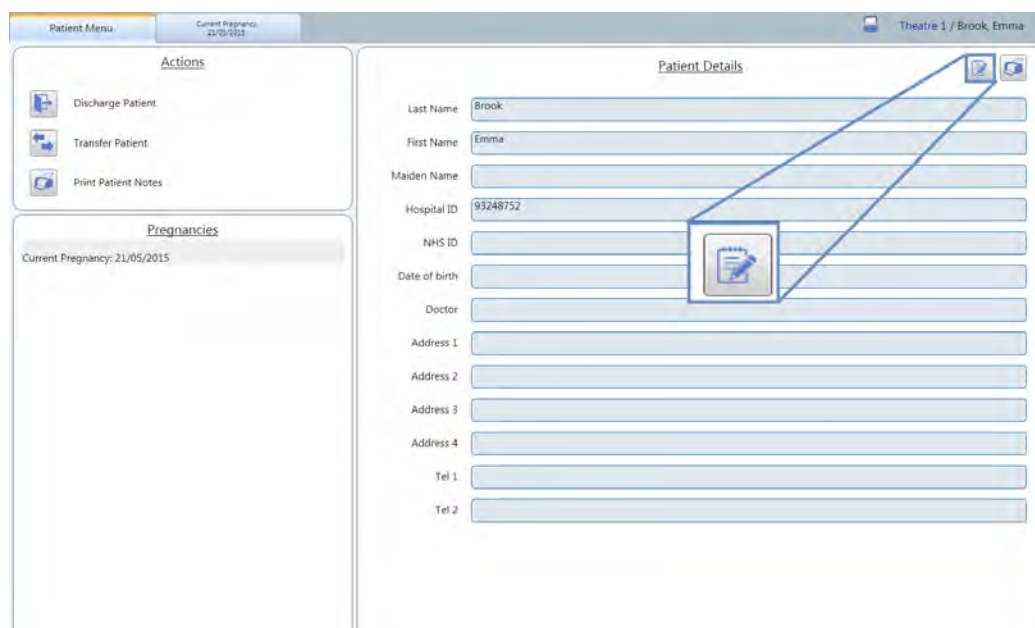 Patient Menu
Current Pregnancy:
21/05/2015
Theatre 1 / Brook, Emma
Actions
Discharge Patient
Transfer Patient
Print Patient Notes
Pregnancies
Current Pregnancy: 21/05/2015
Patient Details
Last Name Brook
First Name Emma
Maiden Name
Hospital ID 93248752
NHS ID
Date of birth
Doctor
Address 1
Address 2
Address 3
Address 4
Tel 1
Tel 2